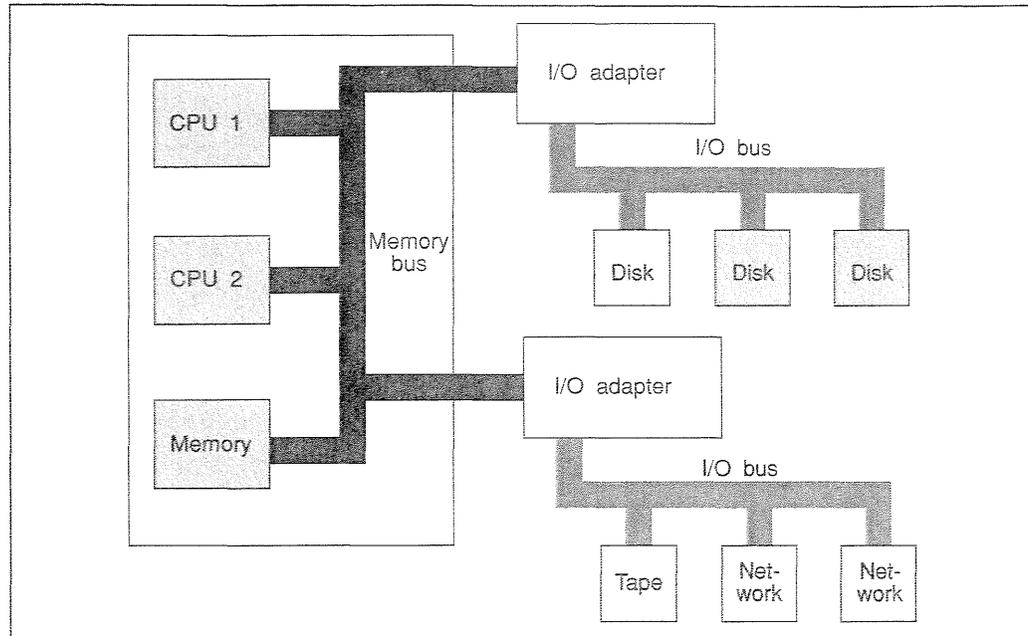 CPU 1
CPU 2
Memory
Memory
bus
I/O adapter
I/O bus
Disk
Disk
Disk
I/O adapter
I/O bus
Tape
Net-
work
Net-
work